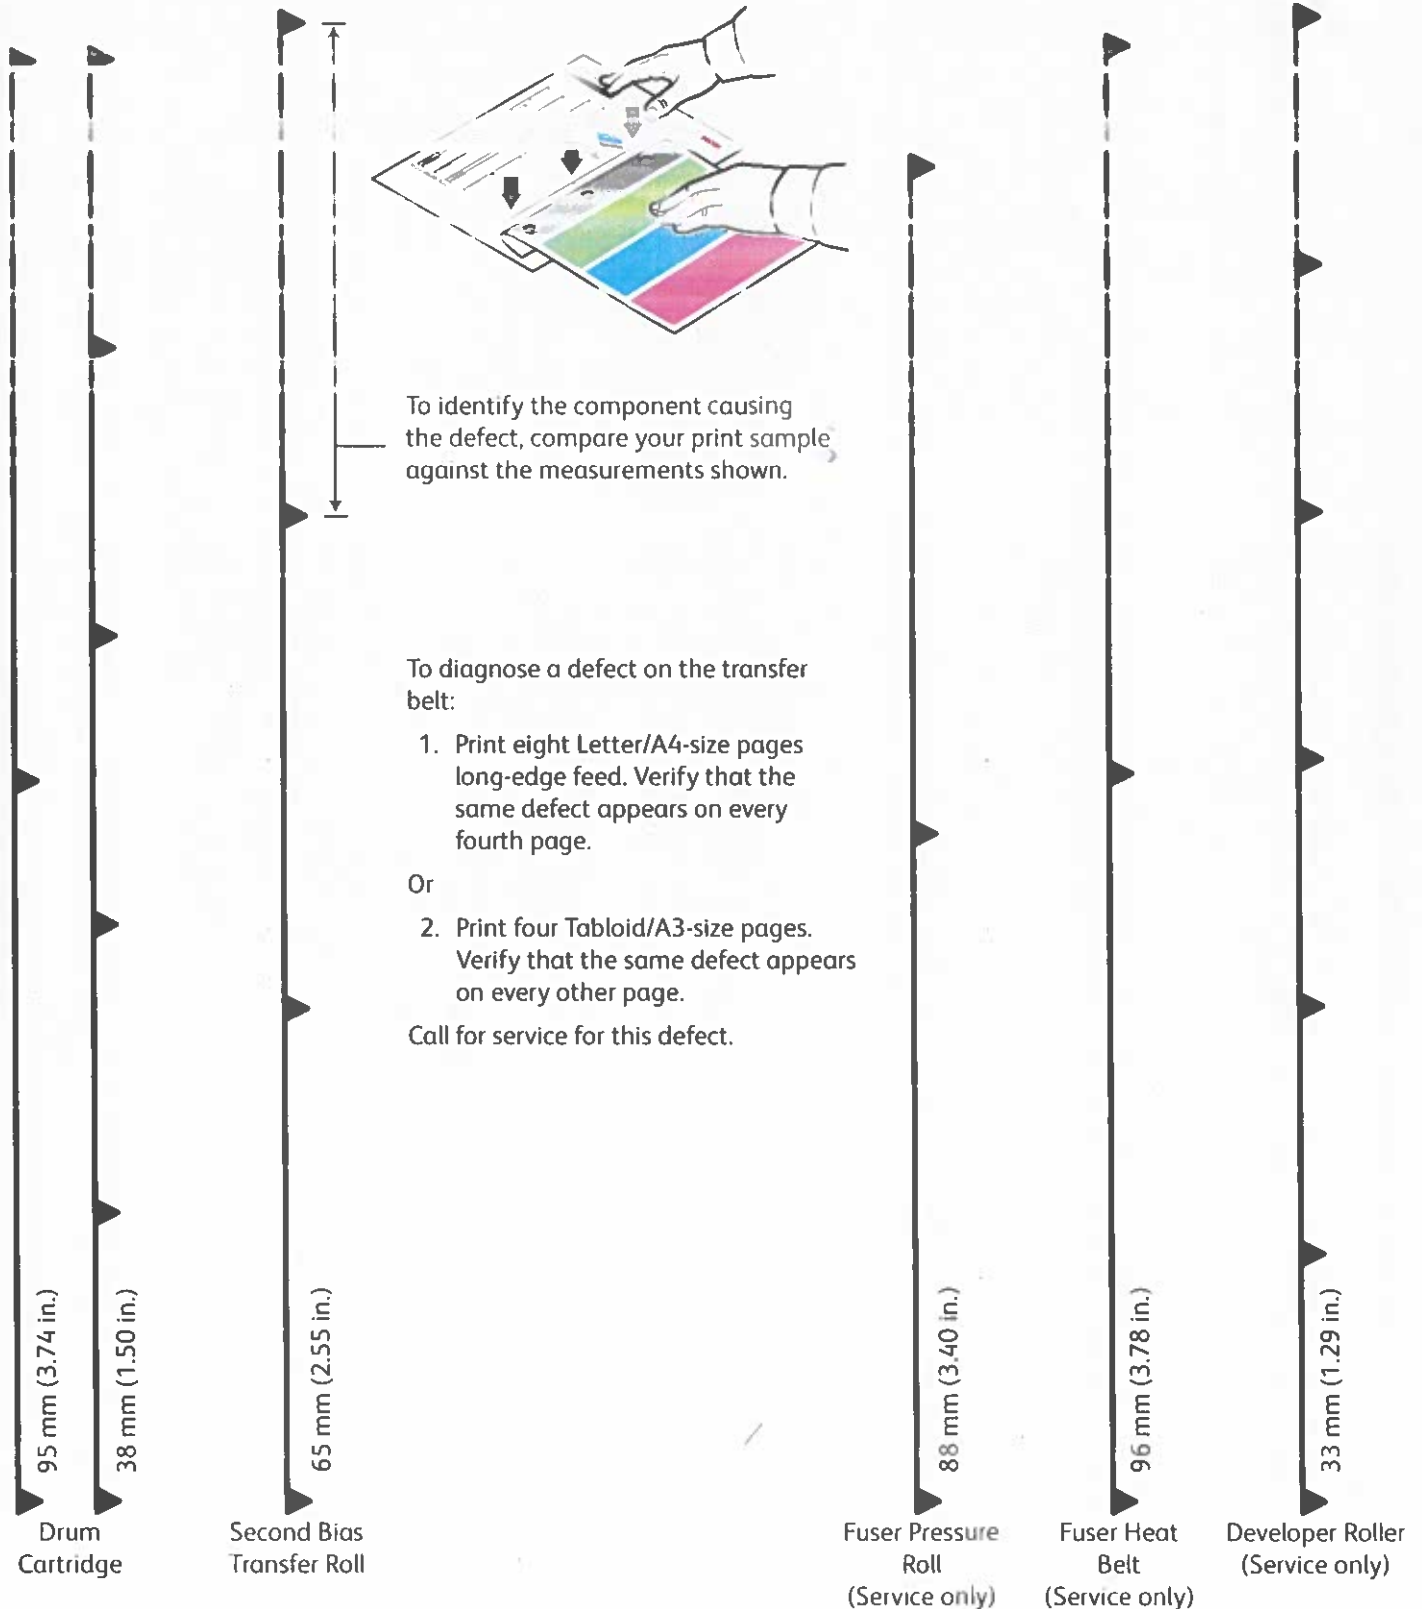 To identify the component causing
the defect, compare your print sample
against the measurements shown.
To diagnose a defect on the transfer
belt:
1. Print eight Letter/A4-size pages
long-edge feed. Verify that the
same defect appears on every
fourth page.
Or
2. Print four Tabloid/A3-size pages.
Verify that the same defect appears
on every other page.
Call for service for this defect.
95 mm (3.74 in.)
38 mm (1.50 in.)
65 mm (2.55 in.)
88 mm (3.40 in.)
96 mm (3.78 in.)
33 mm (1.29 in.)
Drum
Cartridge
Second Bias
Transfer Roll
Fuser Pressure
Roll
(Service only)
Fuser Heat
Belt
(Service only)
Developer Roller
(Service only)